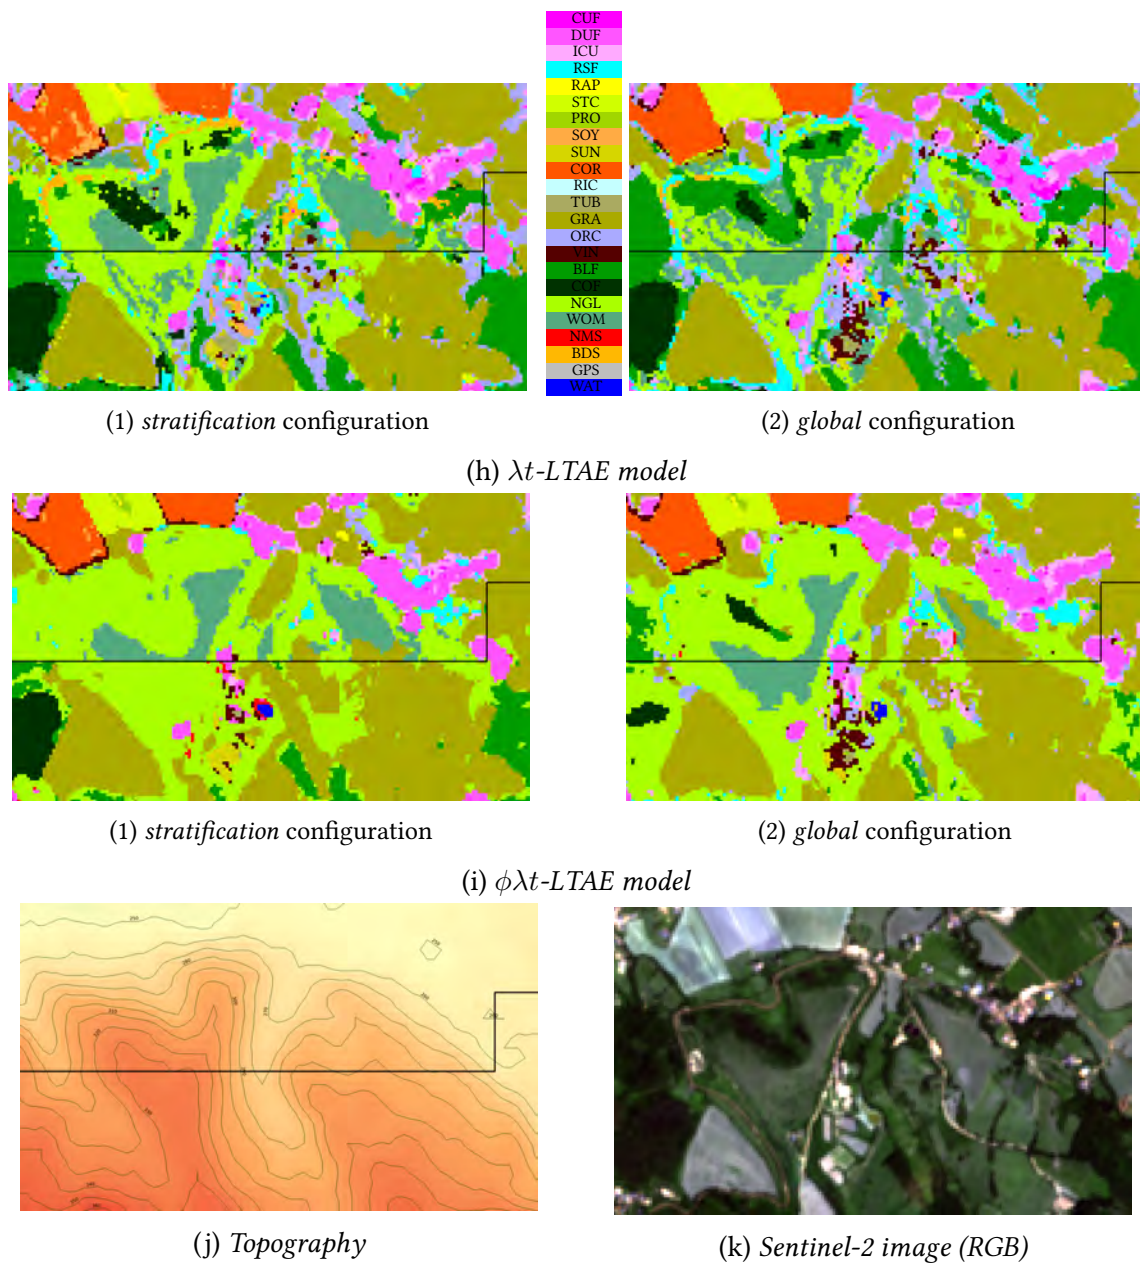 CUF
DUF
ICU
RSF
RAP
STC
PRO
SOY
SUN
COR
RIC
TUB
GRA
ORC
VIN
BLF
COF
NGL
WOM
NMS
BDS
GPS
WAT
(1) stratification configuration
(2) global configuration
(h) λt-LTAE model
(1) stratification configuration
(2) global configuration
(i) ϕλt-LTAE model
(j) Topography
(k) Sentinel-2 image (RGB)